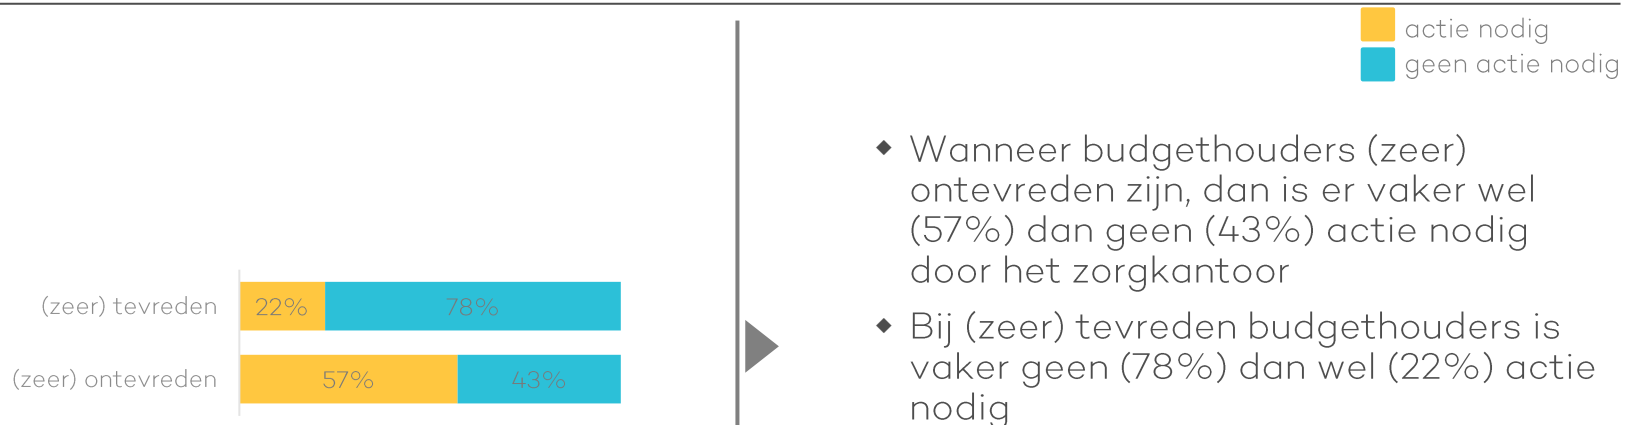 actie nodig
geen actie nodig
(zeer) tevreden
22%
78%
(zeer) ontevreden
57%
43%
◆ Wanneer budgethouders (zeer)
ontevreden zijn, dan is er vaker wel
(57%) dan geen (43%) actie nodig
door het zorgkantoor
◆ Bij (zeer) tevreden budgethouders is
vaker geen (78%) dan wel (22%) actie
nodig